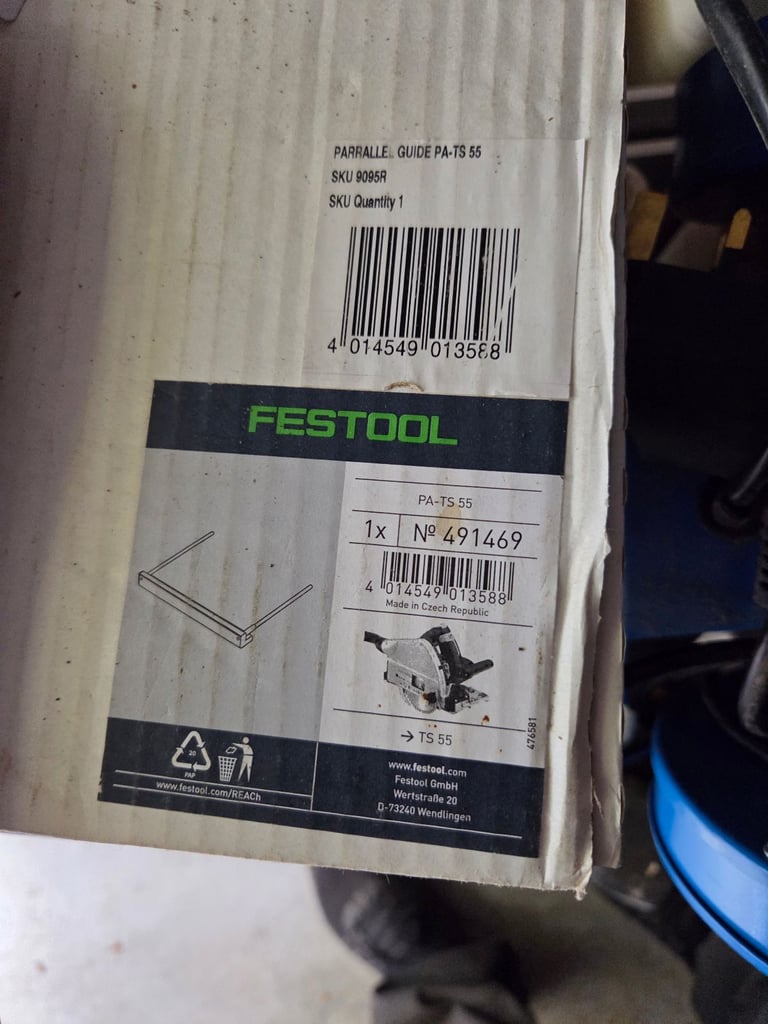 PARRALLEL GUIDE PA-TS 55
SKU 9095R
SKU Quantity 1
4 014549 013588
FESTOOL
PA-TS 55
1x Nº 491469
4 014549 013588
Made in Czech Republic
→ TS 55
476581
20
PAP
www.festool.com/REACh
www.festool.com
Festool GmbH
Wertstraße 20
D-73240 Wendlingen